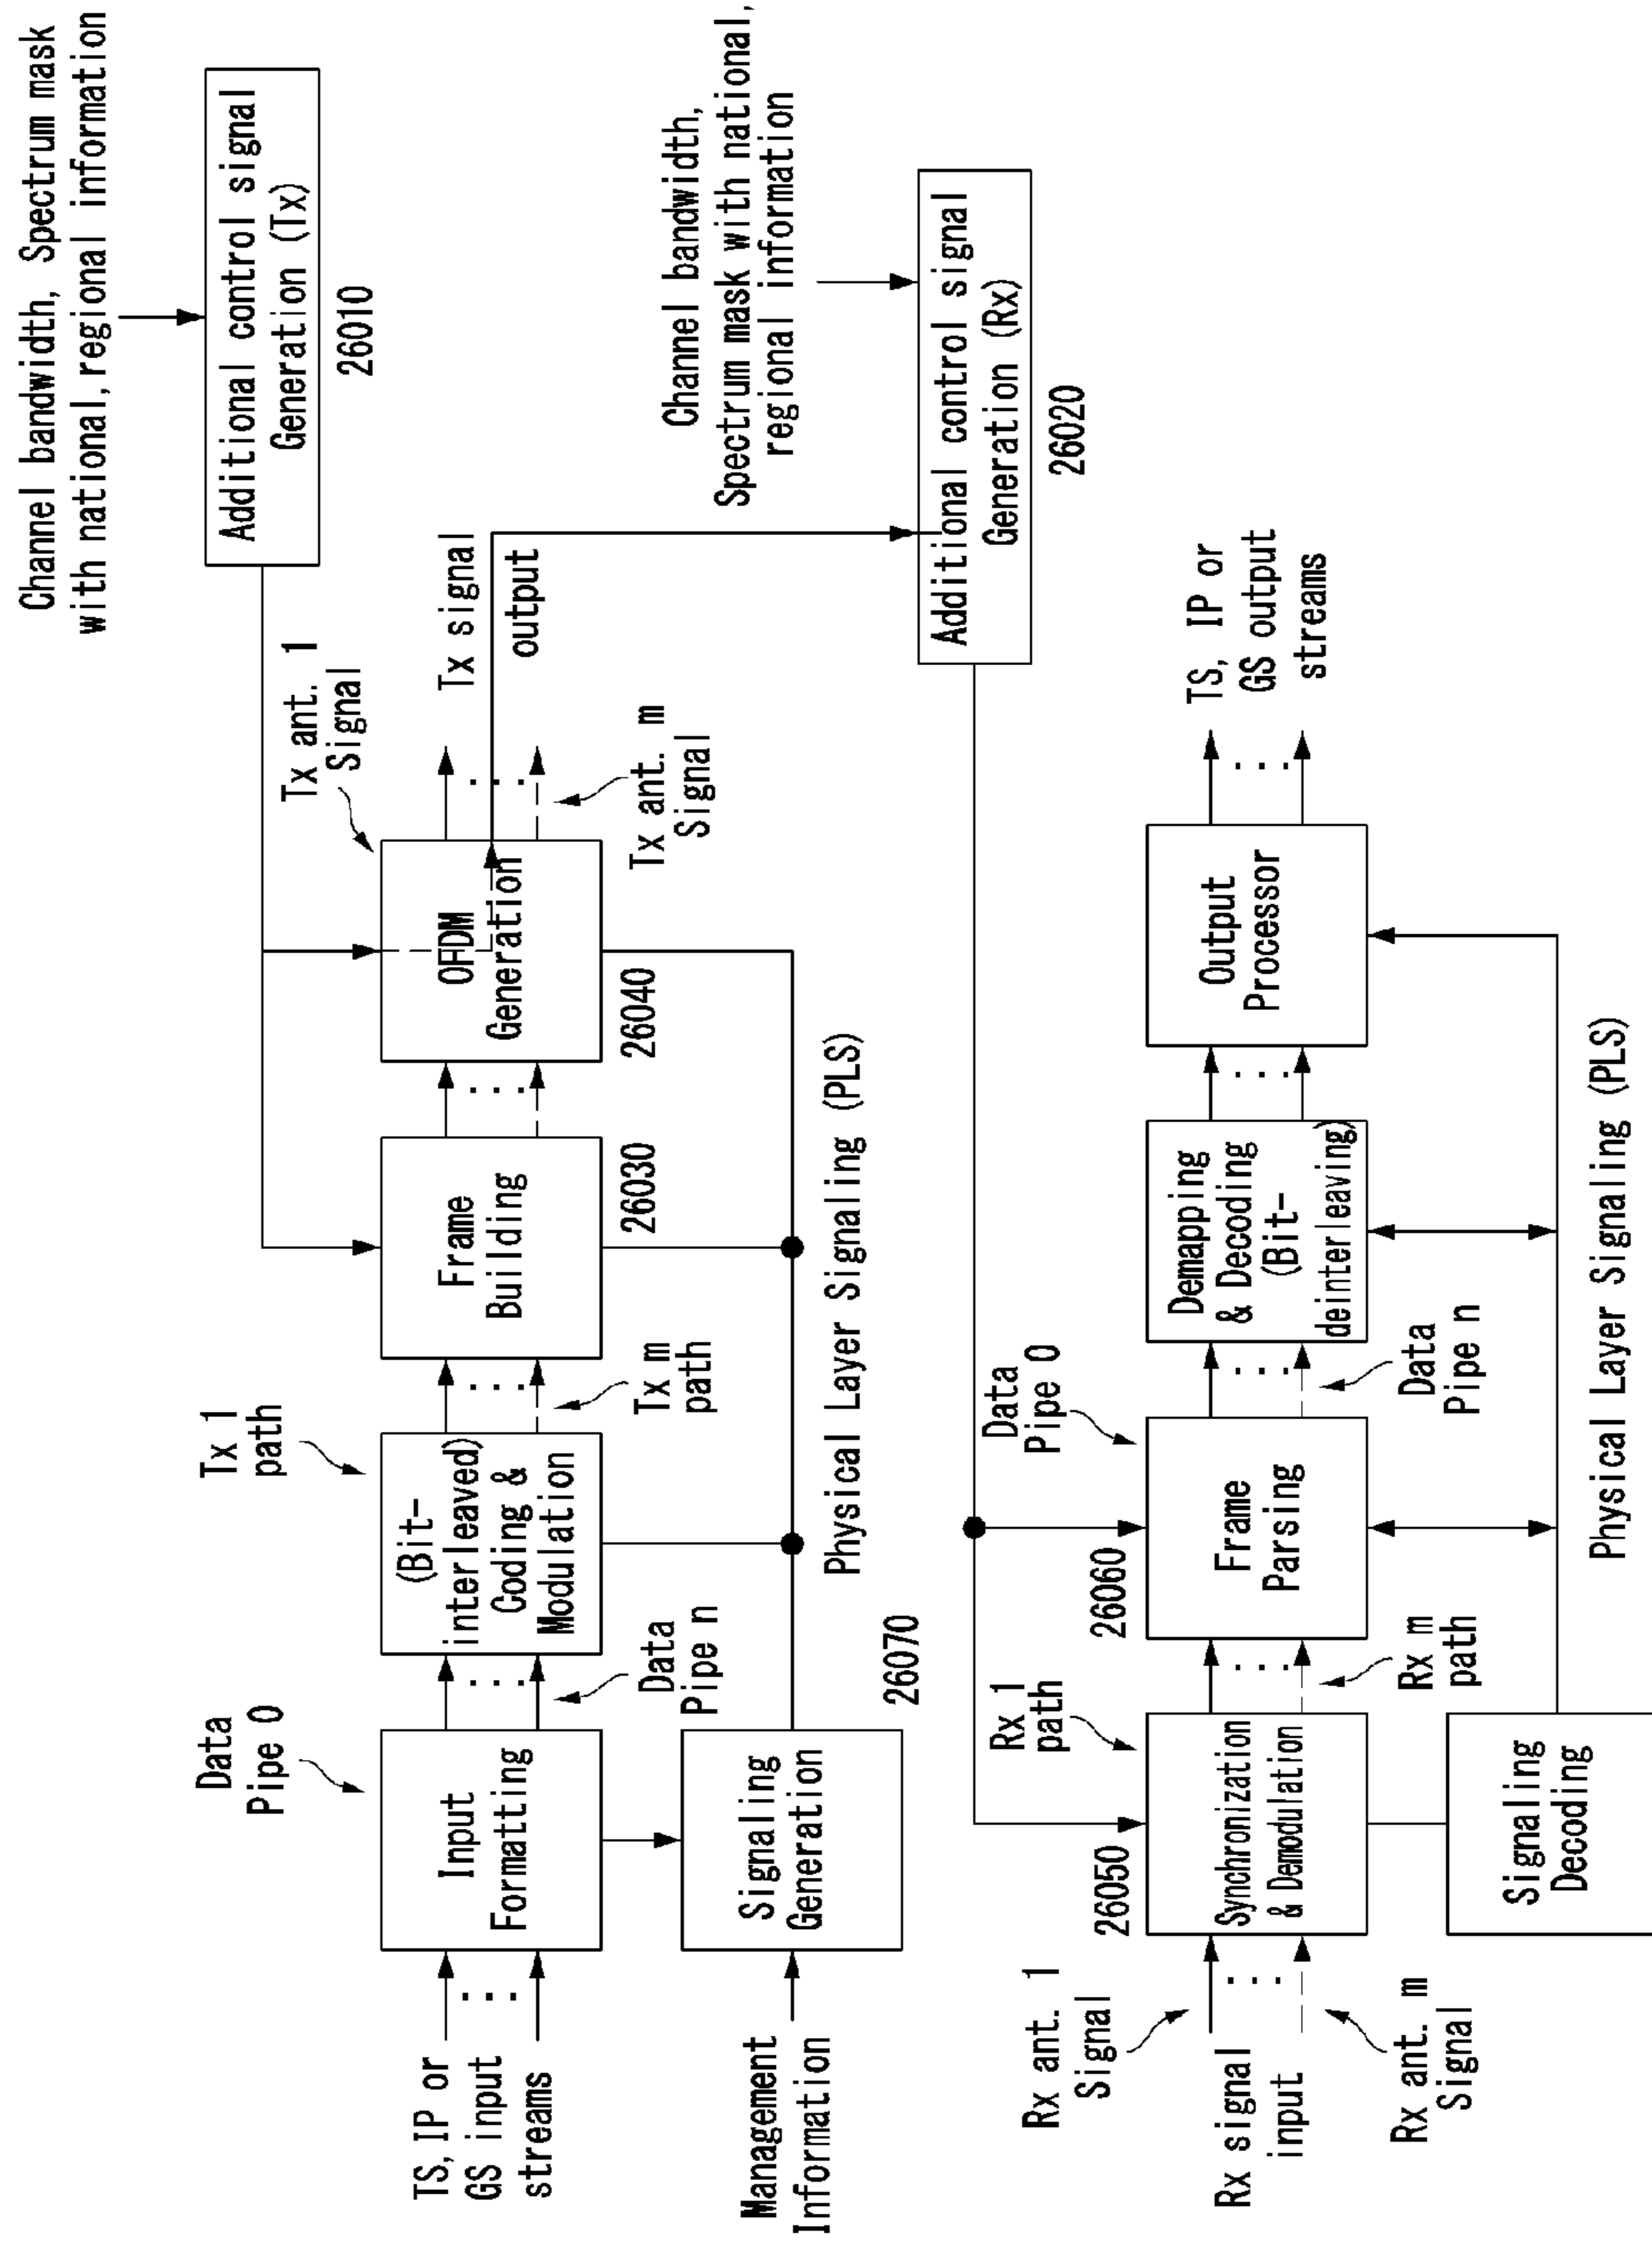 Channel bandwidth, Spectrum mask
with national, regional information
Additional control signal
Generation (Tx)
26010
Data
Pipe 0
Tx 1
path
Tx ant. 1
Signal
TS, IP or
GS input
streams
Input
Formatting
(Bit-
interleaved)
Coding &
Modulation
Frame
Building
OFDM
Generation
Tx signal
output
Data
Pipe n
Tx m
path
26030
26040
Tx ant. m
Signal
Management
Information
Signaling
Generation
Physical Layer Signaling (PLS)
26070
Channel bandwidth,
Spectrum mask with national,
regional information
Additional control signal
Generation (Rx)
26020
Rx ant. 1
Signal
Rx 1
path
Data
Pipe 0
26050
26060
Rx signal
input
Synchronization
& Demodulation
Frame
Parsing
Demapping
& Decoding
(Bit-
deinterleaving)
Output
Processor
TS, IP or
GS output
streams
Rx ant. m
Signal
Rx m
path
Data
Pipe n
Signaling
Decoding
Physical Layer Signaling (PLS)